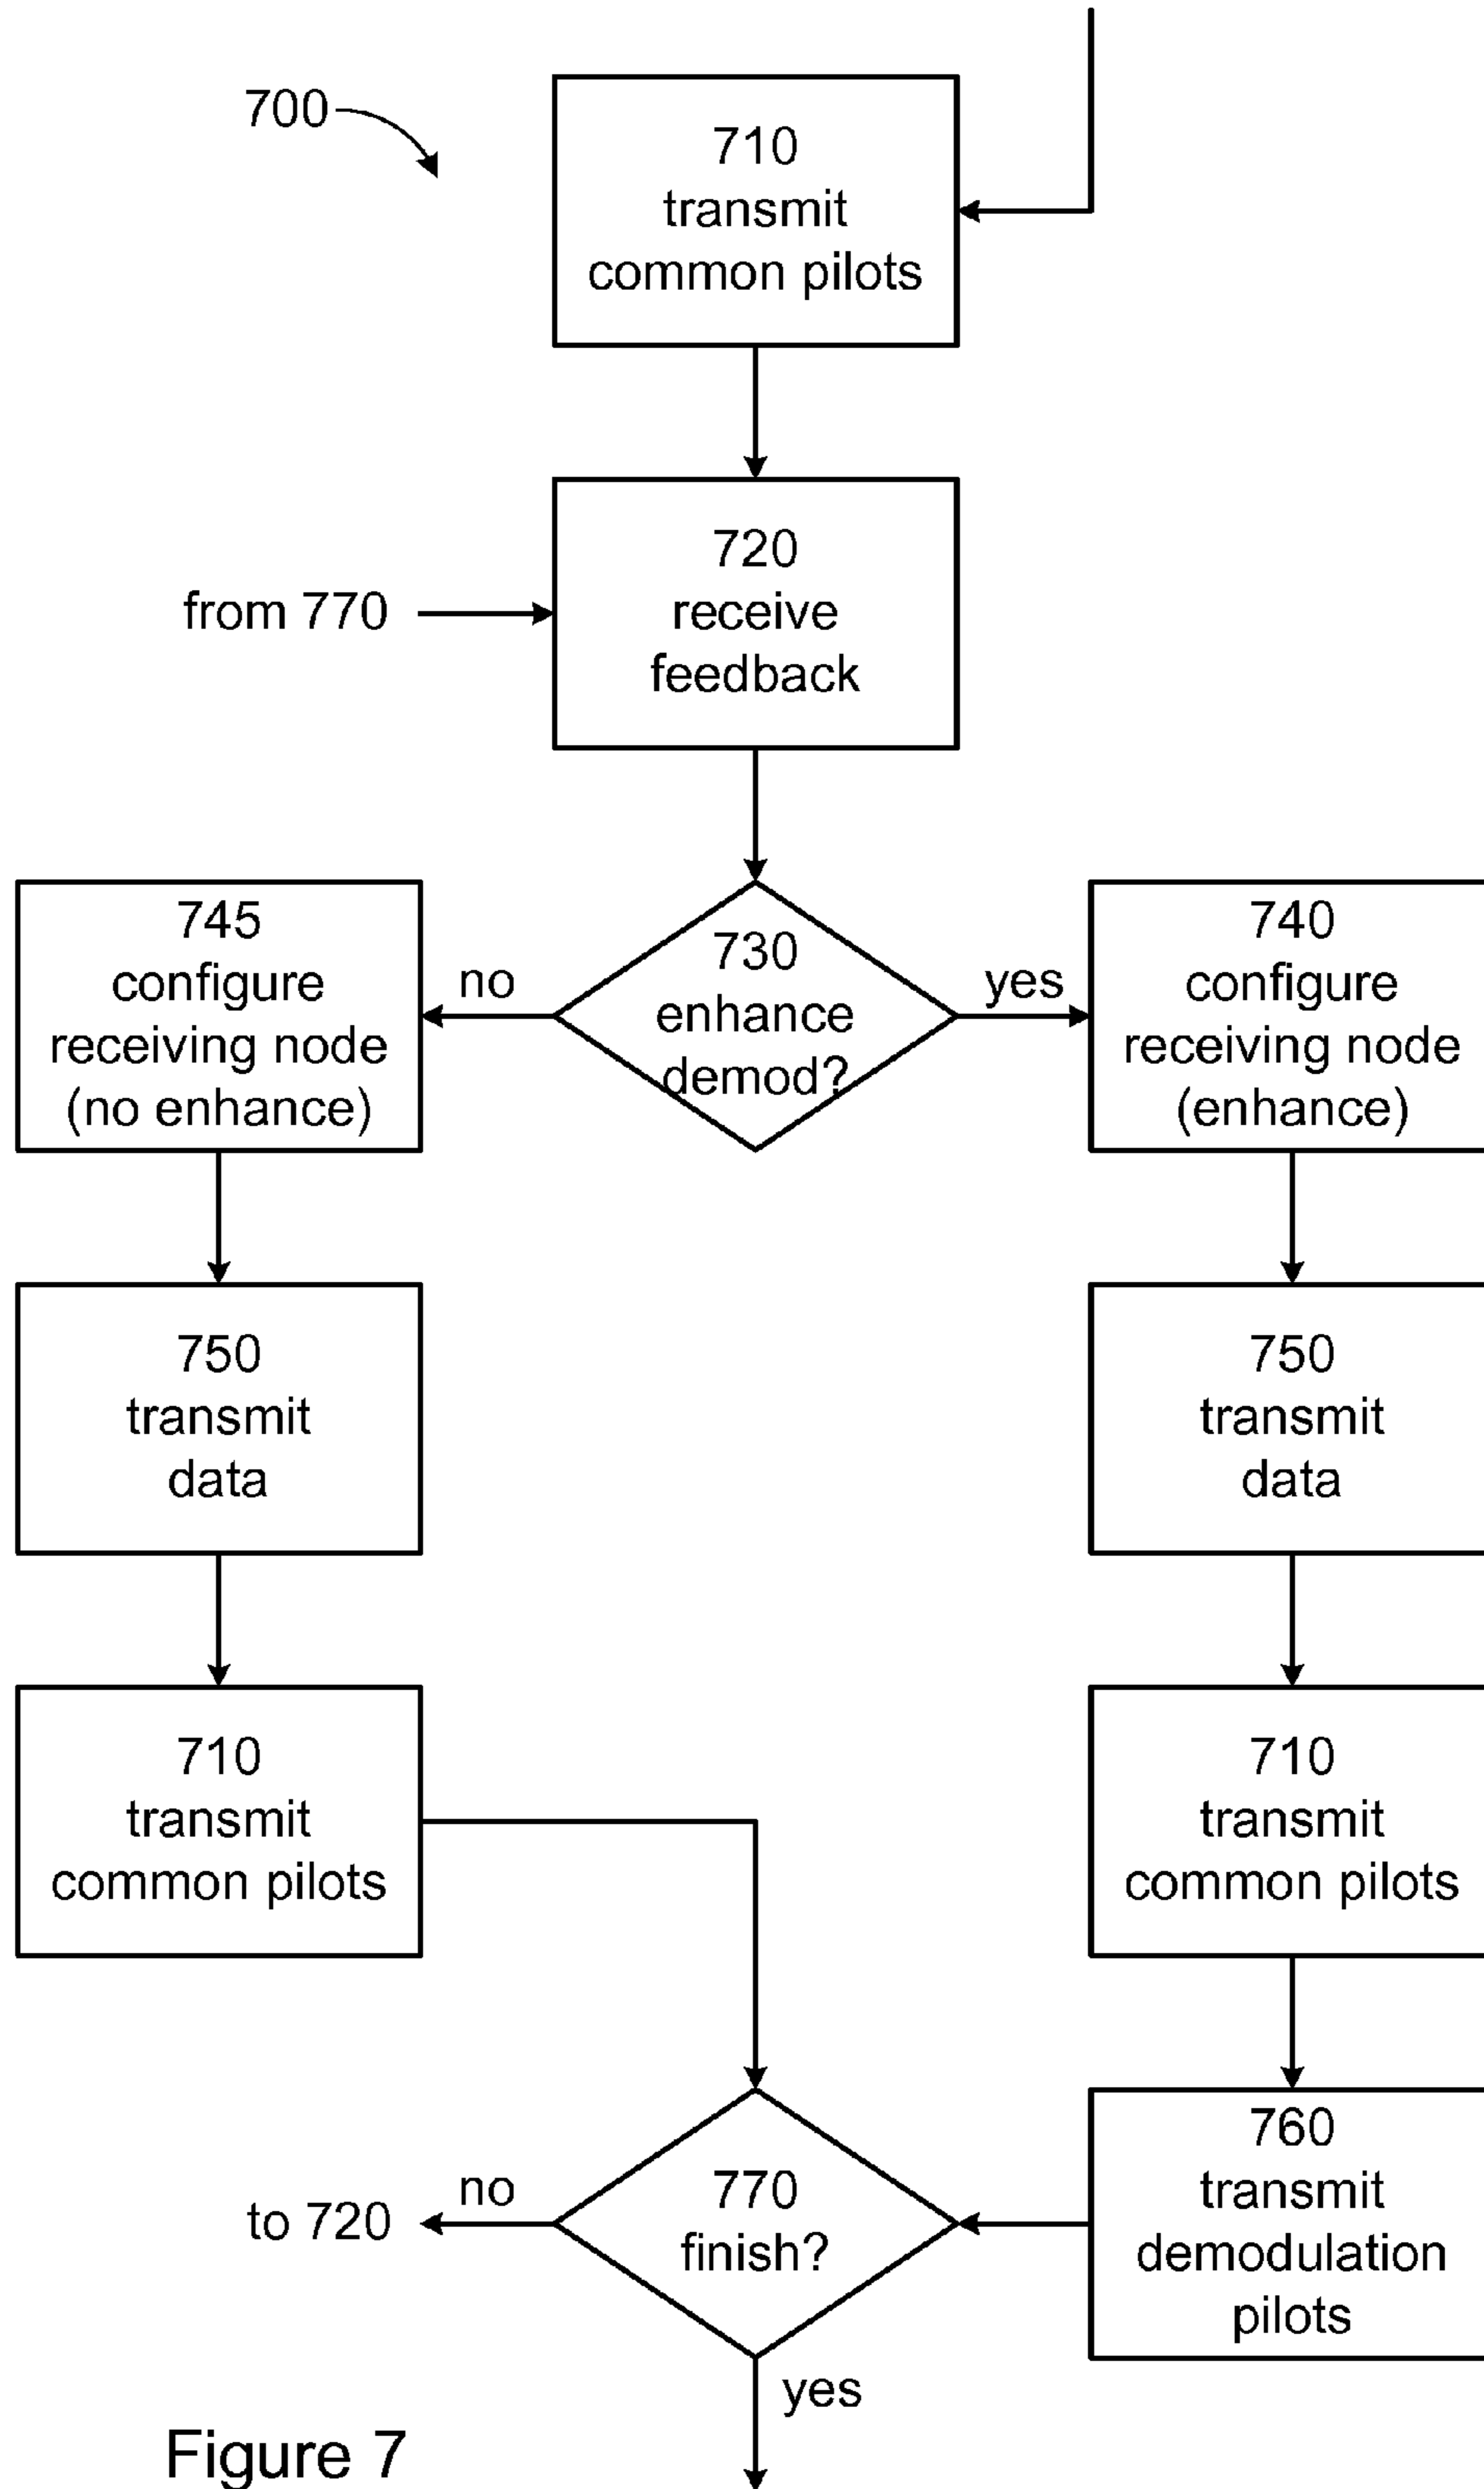 700
710
transmit
common pilots
from 770
720
receive
feedback
745
configure
receiving node
(no enhance)
no
730
enhance
demod?
yes
740
configure
receiving node
(enhance)
750
transmit
data
750
transmit
data
710
transmit
common pilots
710
transmit
common pilots
to 720
no
770
finish?
yes
760
transmit
demodulation
pilots
Figure 7